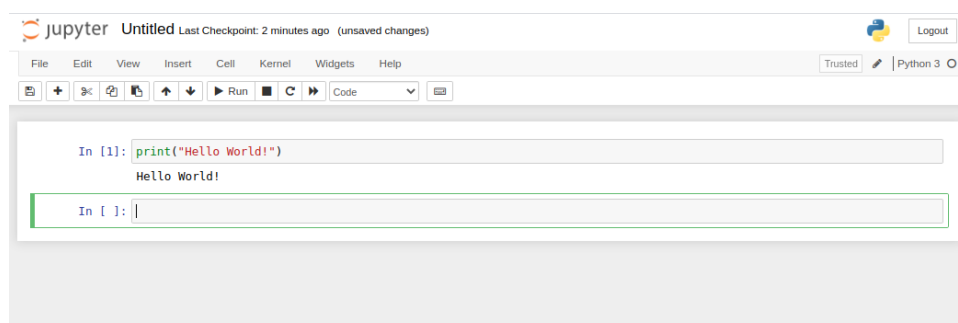 jupyter Untitled Last Checkpoint: 2 minutes ago (unsaved changes) Logout
File Edit View Insert Cell Kernel Widgets Help Trusted Python 3
Run Code
In [1]: print("Hello World!")
Hello World!
In [ ]: